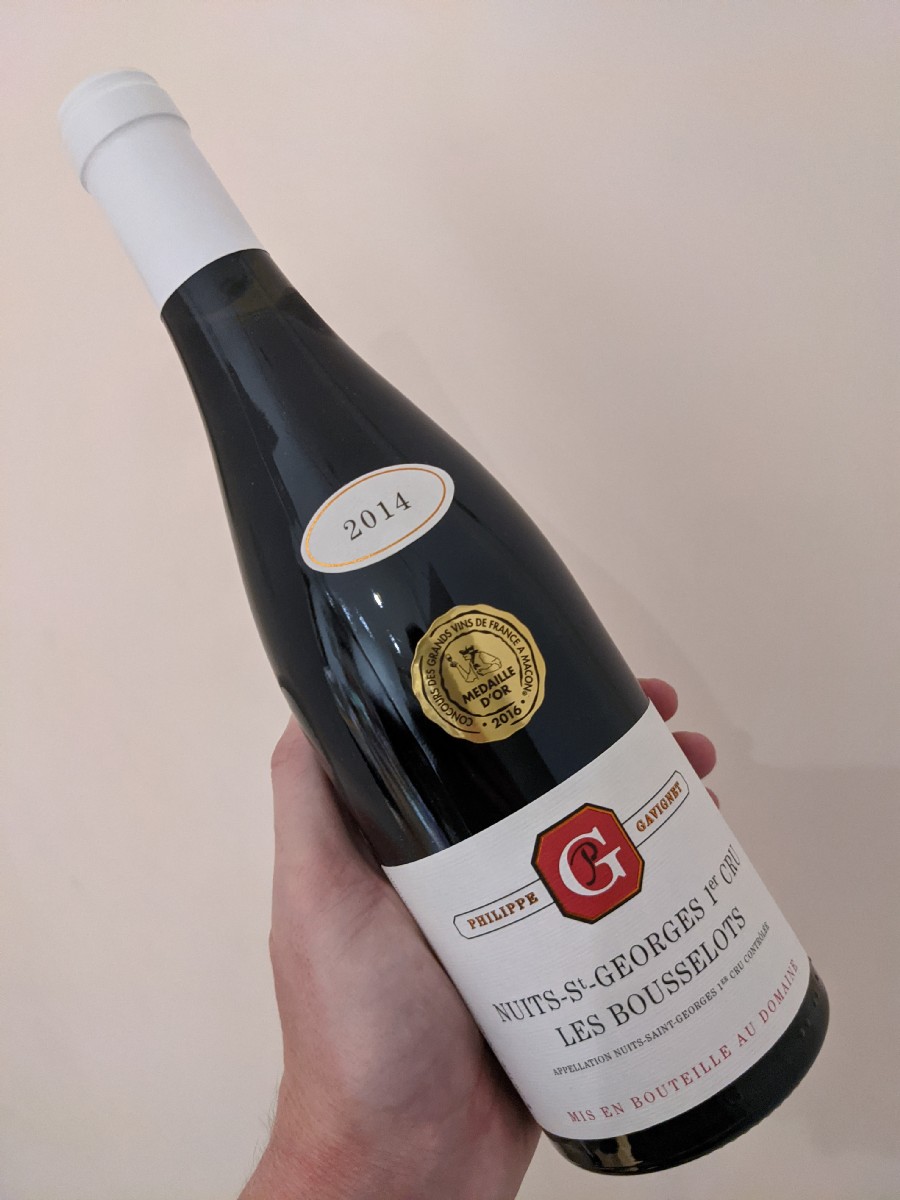 2014
CONCOURS DES GRANDS VINS DE FRANCE A MACON®
MEDAILLE
D'OR
• 2016 •
PHILIPPE GAVIGNET
PG
NUITS-St-GEORGES 1er CRU
LES BOUSSELOTS
APPELLATION NUITS-SAINT-GEORGES 1ER CRU CONTRÔLÉE
MIS EN BOUTEILLE AU DOMAINE